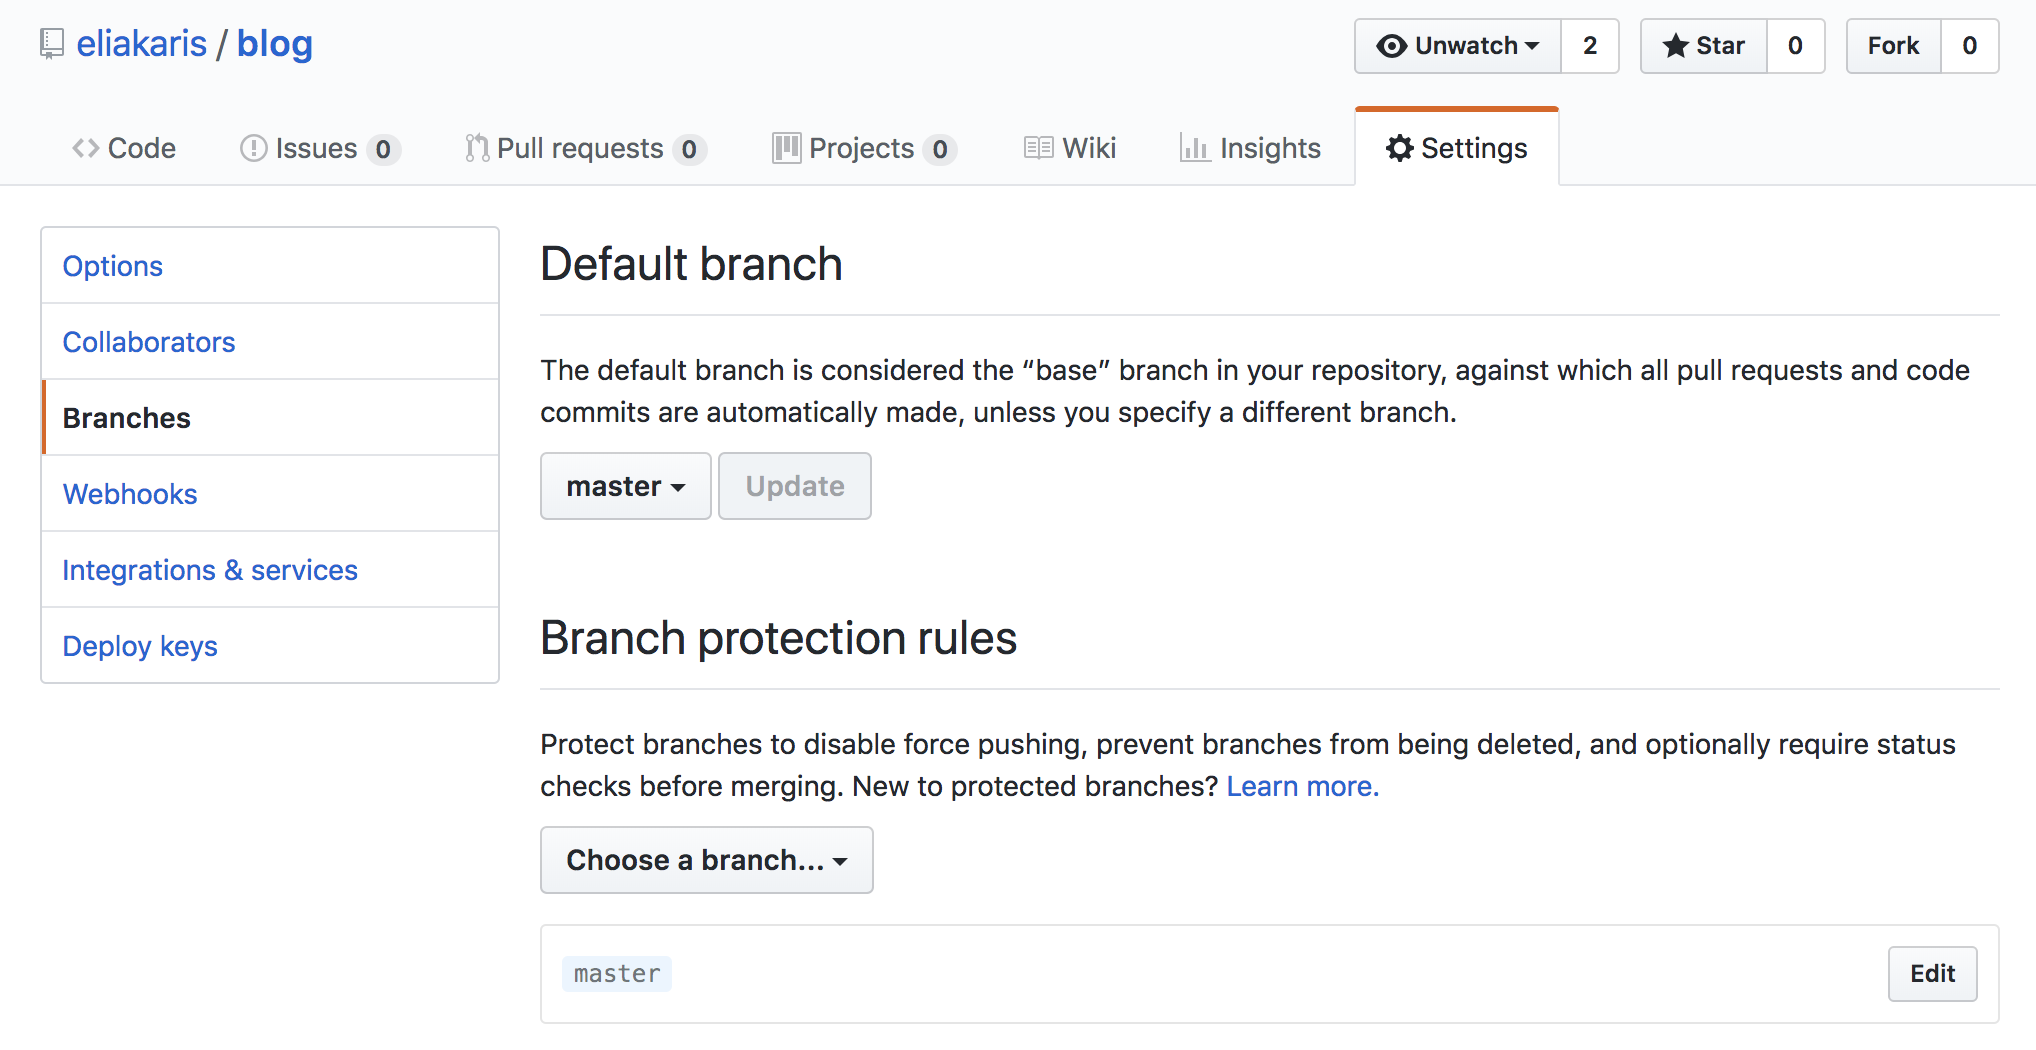 eliakaris / blog
Unwatch 2 Star 0 Fork 0
Code Issues 0 Pull requests 0 Projects 0 Wiki Insights Settings
Options
Collaborators
Branches
Webhooks
Integrations & services
Deploy keys
Default branch
The default branch is considered the “base” branch in your repository, against which all pull requests and code
commits are automatically made, unless you specify a different branch.
master Update
Branch protection rules
Protect branches to disable force pushing, prevent branches from being deleted, and optionally require status
checks before merging. New to protected branches? Learn more.
Choose a branch...
master Edit